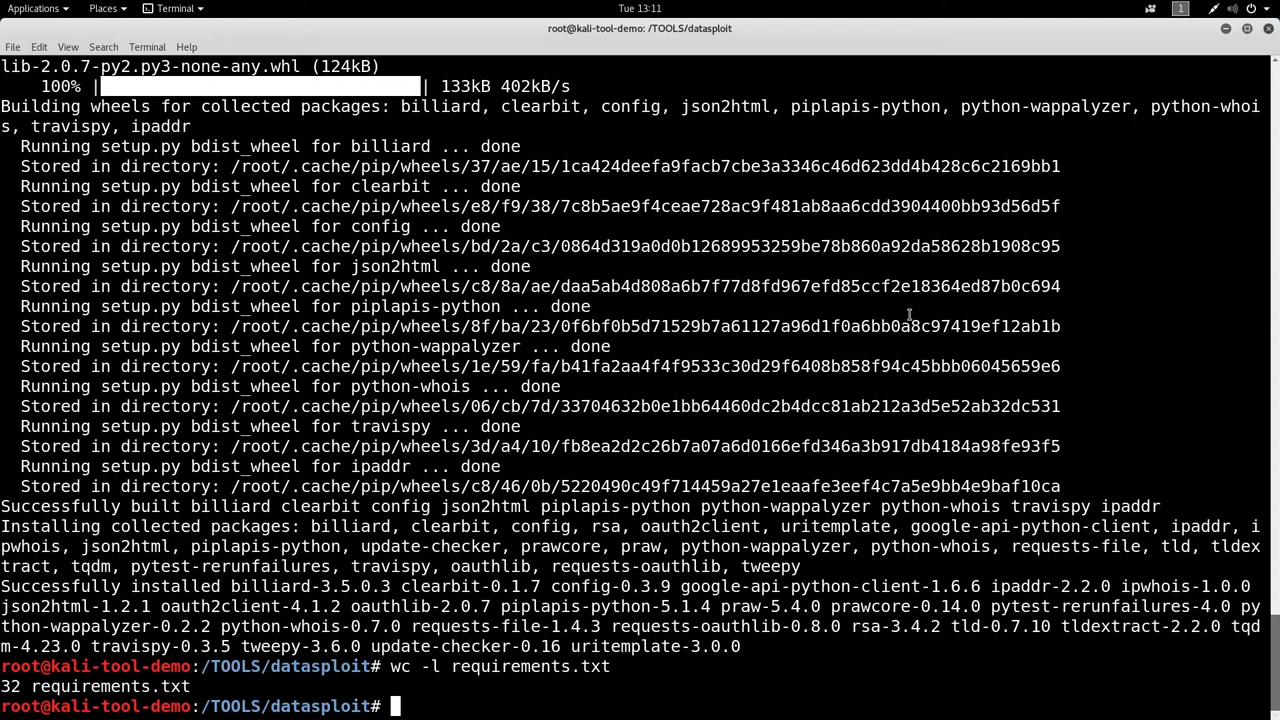 Applications Places Terminal Tue 13:11 1
root@kali-tool-demo: /TOOLS/datasploit
File Edit View Search Terminal Help
lib-2.0.7-py2.py3-none-any.whl (124kB)
    100% |████████████████████████████████| 133kB 402kB/s
Building wheels for collected packages: billiard, clearbit, config, json2html, piplapis-python, python-wappalyzer, python-whoi
s, travispy, ipaddr
  Running setup.py bdist_wheel for billiard ... done
  Stored in directory: /root/.cache/pip/wheels/37/ae/15/1ca424deefa9facb7cbe3a3346c46d623dd4b428c6c2169bb1
  Running setup.py bdist_wheel for clearbit ... done
  Stored in directory: /root/.cache/pip/wheels/e8/f9/38/7c8b5ae9f4ceae728ac9f481ab8aa6cdd3904400bb93d56d5f
  Running setup.py bdist_wheel for config ... done
  Stored in directory: /root/.cache/pip/wheels/bd/2a/c3/0864d319a0d0b12689953259be78b860a92da58628b1908c95
  Running setup.py bdist_wheel for json2html ... done
  Stored in directory: /root/.cache/pip/wheels/c8/8a/ae/daa5ab4d808a6b7f77d8fd967efd85ccf2e18364ed87b0c694
  Running setup.py bdist_wheel for piplapis-python ... done
  Stored in directory: /root/.cache/pip/wheels/8f/ba/23/0f6bf0b5d71529b7a61127a96d1f0a6bb0a8c97419ef12ab1b
  Running setup.py bdist_wheel for python-wappalyzer ... done
  Stored in directory: /root/.cache/pip/wheels/1e/59/fa/b41fa2aa4f4f9533c30d29f6408b858f94c45bbb06045659e6
  Running setup.py bdist_wheel for python-whois ... done
  Stored in directory: /root/.cache/pip/wheels/06/cb/7d/33704632b0e1bb64460dc2b4dcc81ab212a3d5e52ab32dc531
  Running setup.py bdist_wheel for travispy ... done
  Stored in directory: /root/.cache/pip/wheels/3d/a4/10/fb8ea2d2c26b7a07a6d0166efd346a3b917db4184a98fe93f5
  Running setup.py bdist_wheel for ipaddr ... done
  Stored in directory: /root/.cache/pip/wheels/c8/46/0b/5220490c49f714459a27e1eaafe3eef4c7a5e9bb4e9baf10ca
Successfully built billiard clearbit config json2html piplapis-python python-wappalyzer python-whois travispy ipaddr
Installing collected packages: billiard, clearbit, config, rsa, oauth2client, uritemplate, google-api-python-client, ipaddr, i
pwhois, json2html, piplapis-python, update-checker, prawcore, praw, python-wappalyzer, python-whois, requests-file, tld, tldex
tract, tqdm, pytest-rerunfailures, travispy, oauthlib, requests-oauthlib, tweepy
Successfully installed billiard-3.5.0.3 clearbit-0.1.7 config-0.3.9 google-api-python-client-1.6.6 ipaddr-2.2.0 ipwhois-1.0.0
json2html-1.2.1 oauth2client-4.1.2 oauthlib-2.0.7 piplapis-python-5.1.4 praw-5.4.0 prawcore-0.14.0 pytest-rerunfailures-4.0 py
thon-wappalyzer-0.2.2 python-whois-0.7.0 requests-file-1.4.3 requests-oauthlib-0.8.0 rsa-3.4.2 tld-0.7.10 tldextract-2.2.0 tqd
m-4.23.0 travispy-0.3.5 tweepy-3.6.0 update-checker-0.16 uritemplate-3.0.0
root@kali-tool-demo:/TOOLS/datasploit# wc -l requirements.txt
32 requirements.txt
root@kali-tool-demo:/TOOLS/datasploit#